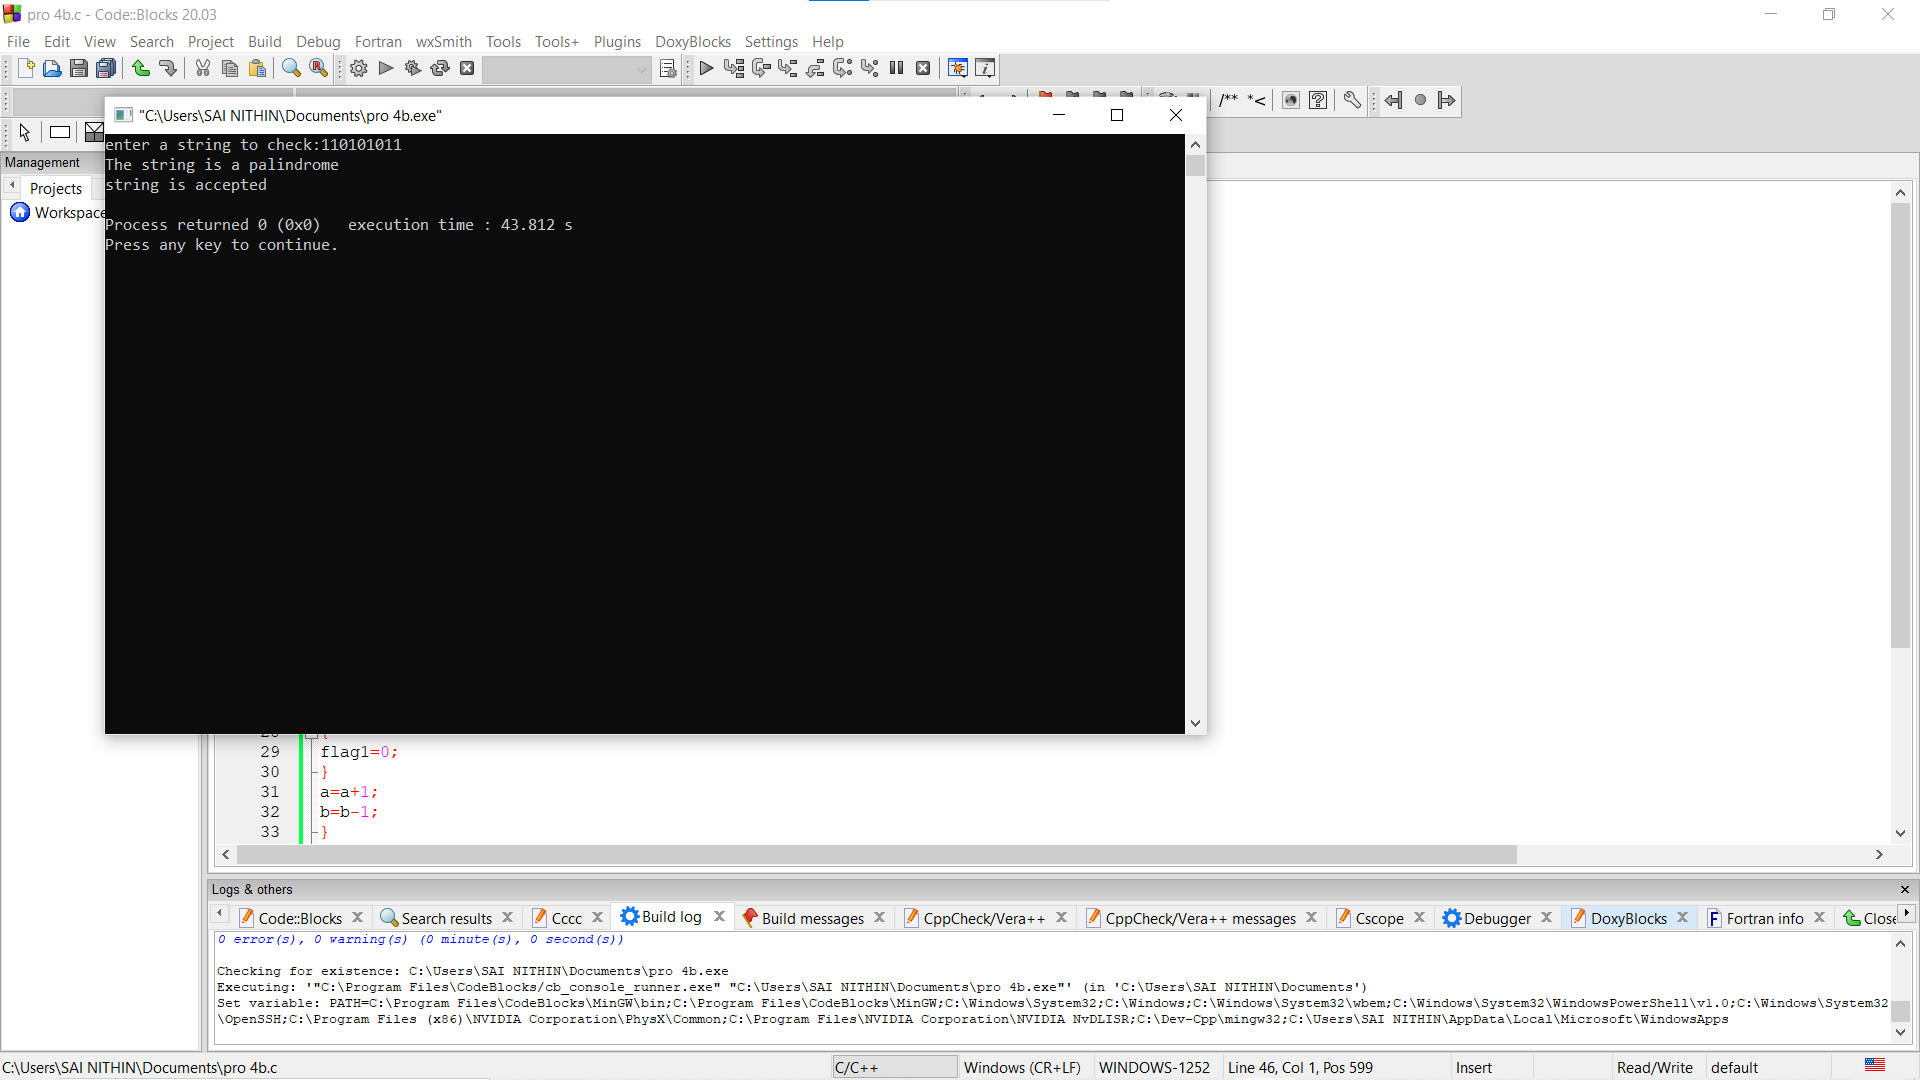 pro 4b.c - Code::Blocks 20.03
File Edit View Search Project Build Debug Fortran wxSmith Tools Tools+ Plugins DoxyBlocks Settings Help
/** *<
"C:\Users\SAI NITHIN\Documents\pro 4b.exe"
enter a string to check:110101011
The string is a palindrome
string is accepted
Process returned 0 (0x0)   execution time : 43.812 s
Press any key to continue.
Management
Projects
Workspace
28 {
29 flag1=0;
30 }
31 a=a+1;
32 b=b-1;
33 }
Logs & others
Code::Blocks Search results Cccc Build log Build messages CppCheck/Vera++ CppCheck/Vera++ messages Cscope Debugger DoxyBlocks Fortran info Close
0 error(s), 0 warning(s) (0 minute(s), 0 second(s))
Checking for existence: C:\Users\SAI NITHIN\Documents\pro 4b.exe
Executing: '"C:\Program Files\CodeBlocks/cb_console_runner.exe" "C:\Users\SAI NITHIN\Documents\pro 4b.exe"' (in 'C:\Users\SAI NITHIN\Documents')
Set variable: PATH=C:\Program Files\CodeBlocks\MinGW\bin;C:\Program Files\CodeBlocks\MinGW;C:\Windows\System32;C:\Windows;C:\Windows\System32\wbem;C:\Windows\System32\WindowsPowerShell\v1.0;C:\Windows\System32
\OpenSSH;C:\Program Files (x86)\NVIDIA Corporation\PhysX\Common;C:\Program Files\NVIDIA Corporation\NVIDIA NvDLISR;C:\Dev-Cpp\mingw32;C:\Users\SAI NITHIN\AppData\Local\Microsoft\WindowsApps
C:\Users\SAI NITHIN\Documents\pro 4b.c C/C++ Windows (CR+LF) WINDOWS-1252 Line 46, Col 1, Pos 599 Insert Read/Write default